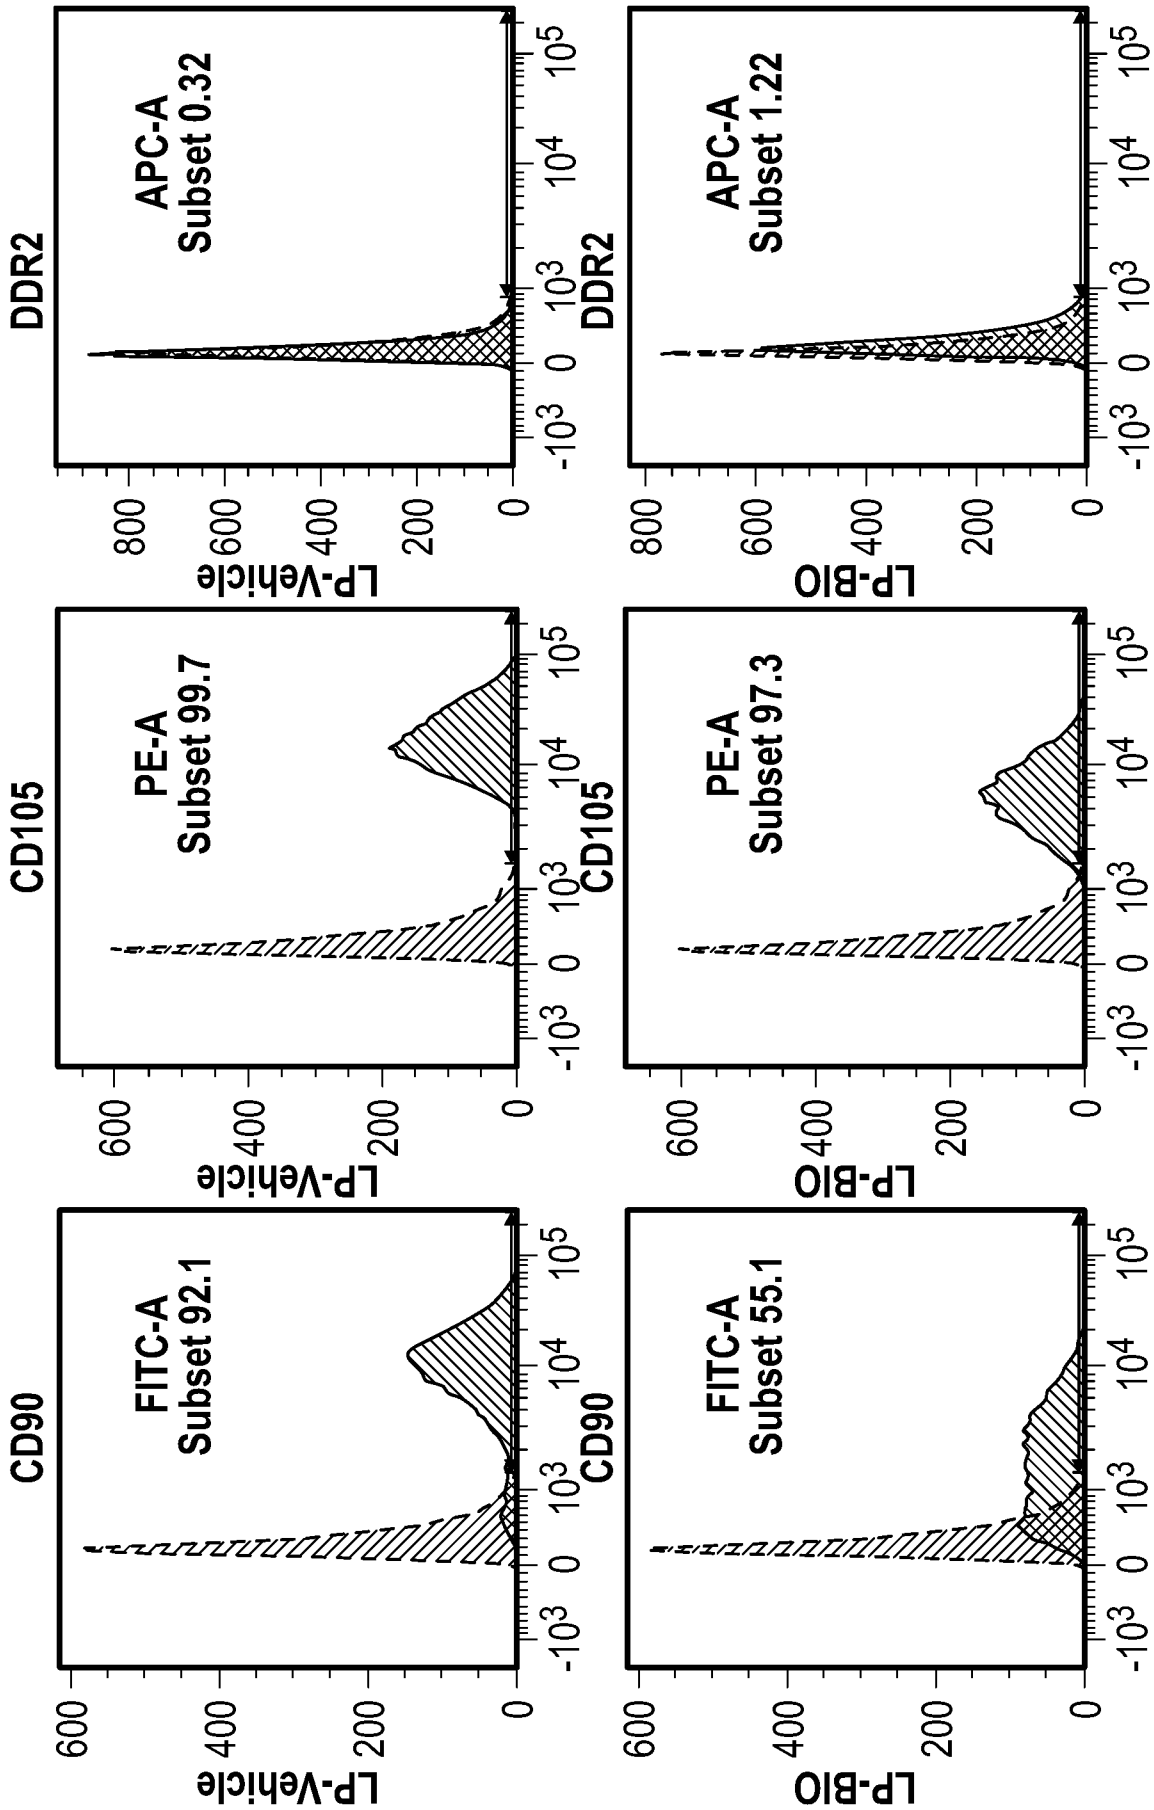 CD90
LP-Vehicle
600
400
200
0
FITC-A
Subset 92.1
-10³ 0 10³ 10⁴ 10⁵
CD105
LP-Vehicle
600
400
200
0
PE-A
Subset 99.7
-10³ 0 10³ 10⁴ 10⁵
DDR2
LP-Vehicle
800
600
400
200
0
APC-A
Subset 0.32
-10³ 0 10³ 10⁴ 10⁵
CD90
LP-BIO
600
400
200
0
FITC-A
Subset 55.1
-10³ 0 10³ 10⁴ 10⁵
CD105
LP-BIO
600
400
200
0
PE-A
Subset 97.3
-10³ 0 10³ 10⁴ 10⁵
DDR2
LP-BIO
800
600
400
200
0
APC-A
Subset 1.22
-10³ 0 10³ 10⁴ 10⁵